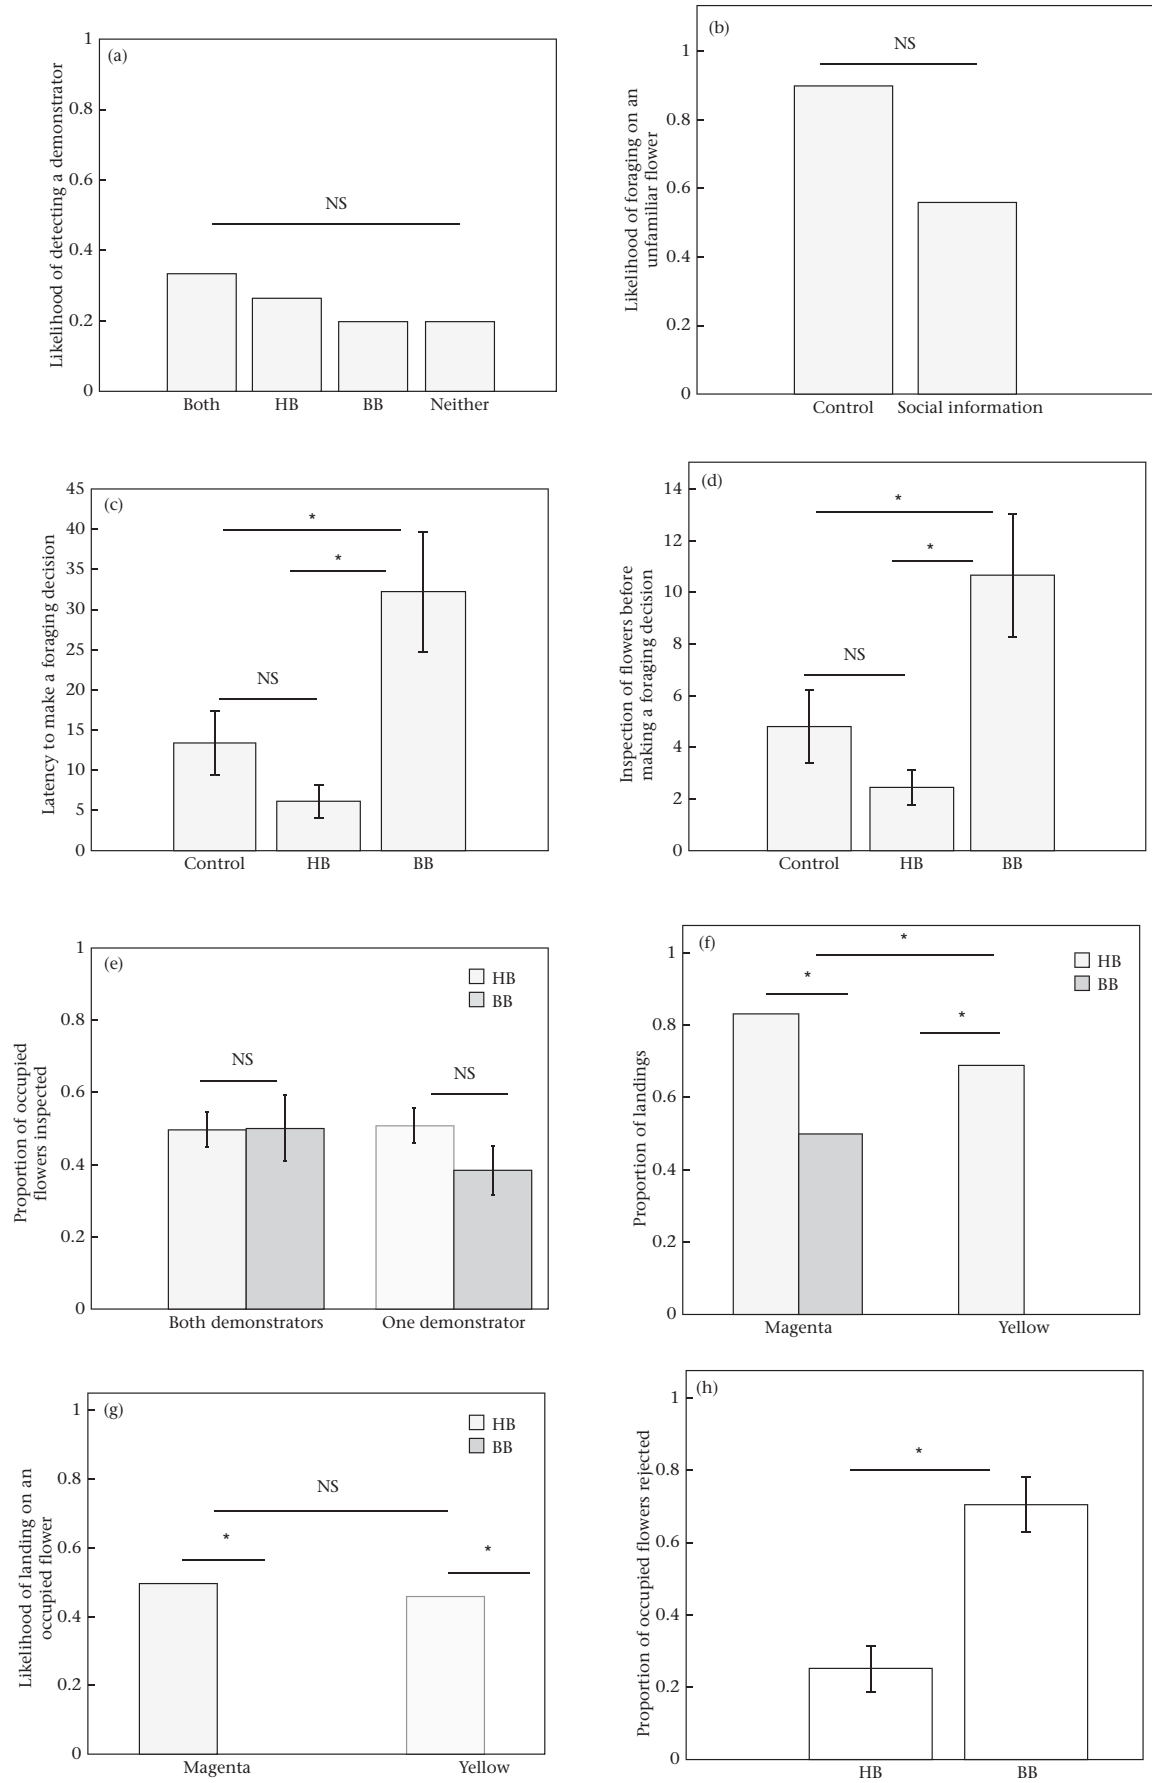 (a)
Likelihood of detecting a demonstrator
1
0.8
0.6
0.4
0.2
0
NS
Both HB BB Neither
(b)
Likelihood of foraging on an
unfamiliar flower
1
0.8
0.6
0.4
0.2
0
NS
Control Social information
(c)
Latency to make a foraging decision
45
40
35
30
25
20
15
10
5
0
*
*
NS
Control HB BB
(d)
Inspection of flowers before
making a foraging decision
14
12
10
8
6
4
2
0
*
*
NS
Control HB BB
(e)
Proportion of occupied
flowers inspected
1
0.8
0.6
0.4
0.2
0
HB
BB
NS
NS
Both demonstrators One demonstrator
(f)
Proportion of landings
1
0.8
0.6
0.4
0.2
0
HB
BB
*
*
*
Magenta Yellow
(g)
Likelihood of landing on an
occupied flower
1
0.8
0.6
0.4
0.2
0
HB
BB
NS
*
*
Magenta Yellow
(h)
Proportion of occupied flowers rejected
1
0.8
0.6
0.4
0.2
0
*
HB BB